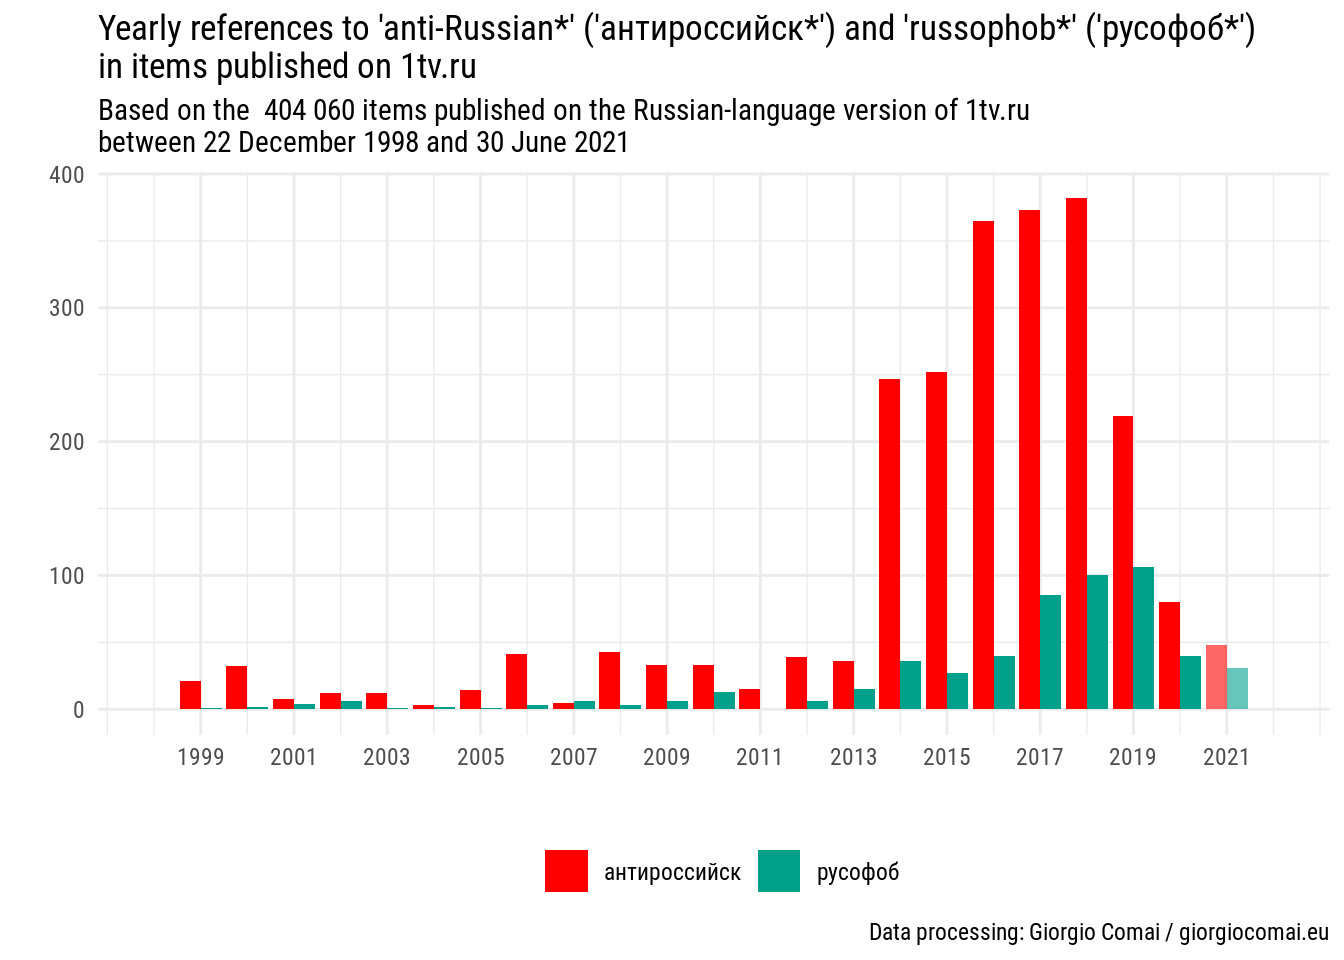 Yearly references to 'anti-Russian*' ('антироссийск*') and 'russophob*' ('русофоб*')
in items published on 1tv.ru
Based on the  404 060 items published on the Russian-language version of 1tv.ru
between 22 December 1998 and 30 June 2021
400
300
200
100
0
1999 2001 2003 2005 2007 2009 2011 2013 2015 2017 2019 2021
антироссийск русофоб
Data processing: Giorgio Comai / giorgiocomai.eu